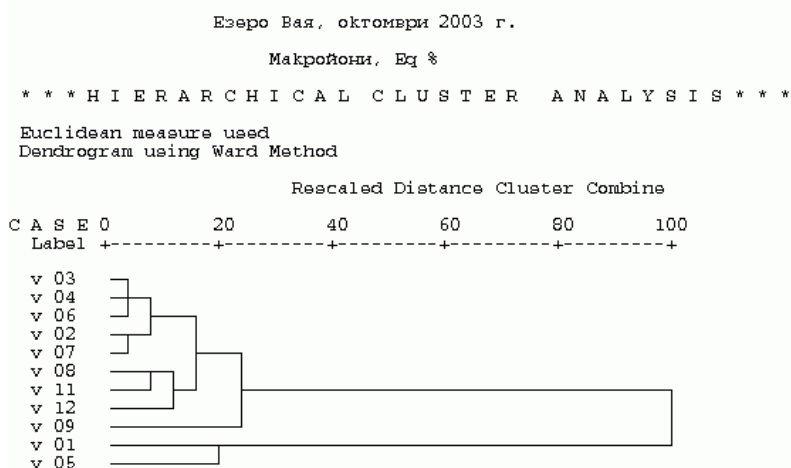 Езеро Вая, октомври 2003 г.
Макройони, Eq %
* * * H I E R A R C H I C A L C L U S T E R A N A L Y S I S * * *
Euclidean measure used
Dendrogram using Ward Method
Rescaled Distance Cluster Combine
C A S E 0 20 40 60 80 100
Label +---------+---------+---------+---------+---------+
v 03
v 04
v 06
v 02
v 07
v 08
v 11
v 12
v 09
v 01
v 05